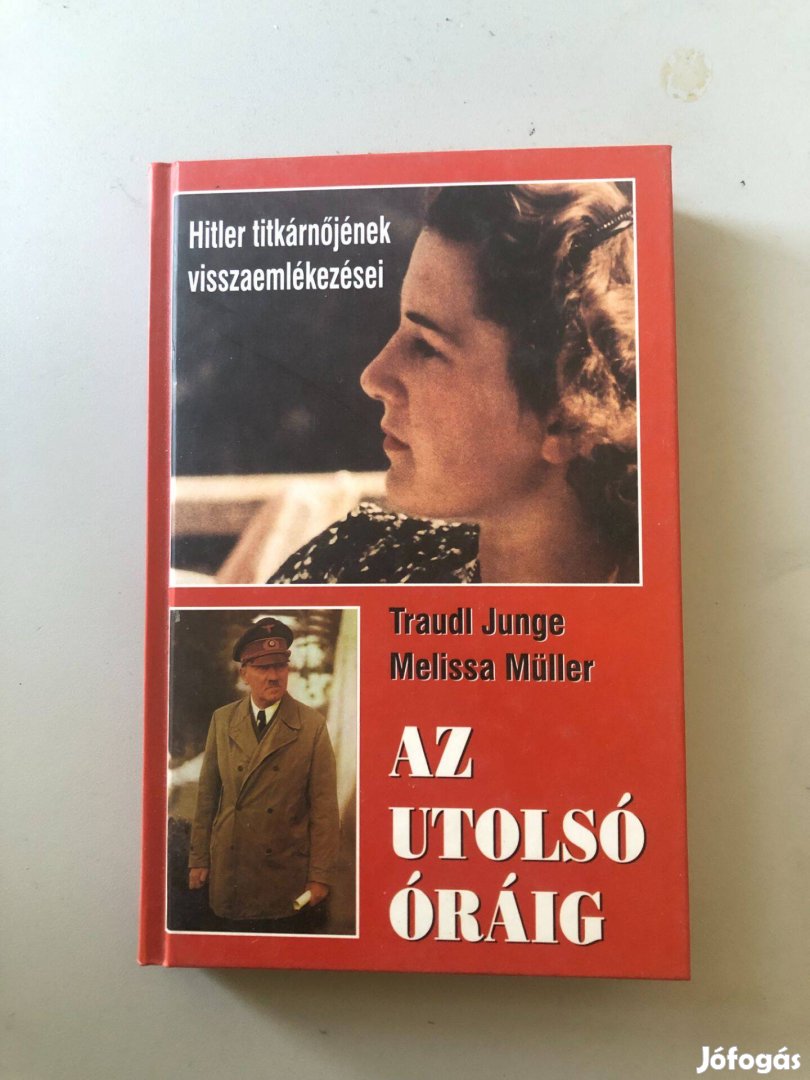 Hitler titkárnőjének
visszaemlékezései
Traudl Junge
Melissa Müller
AZ
UTOLSÓ
ÓRÁIG
Jófogás